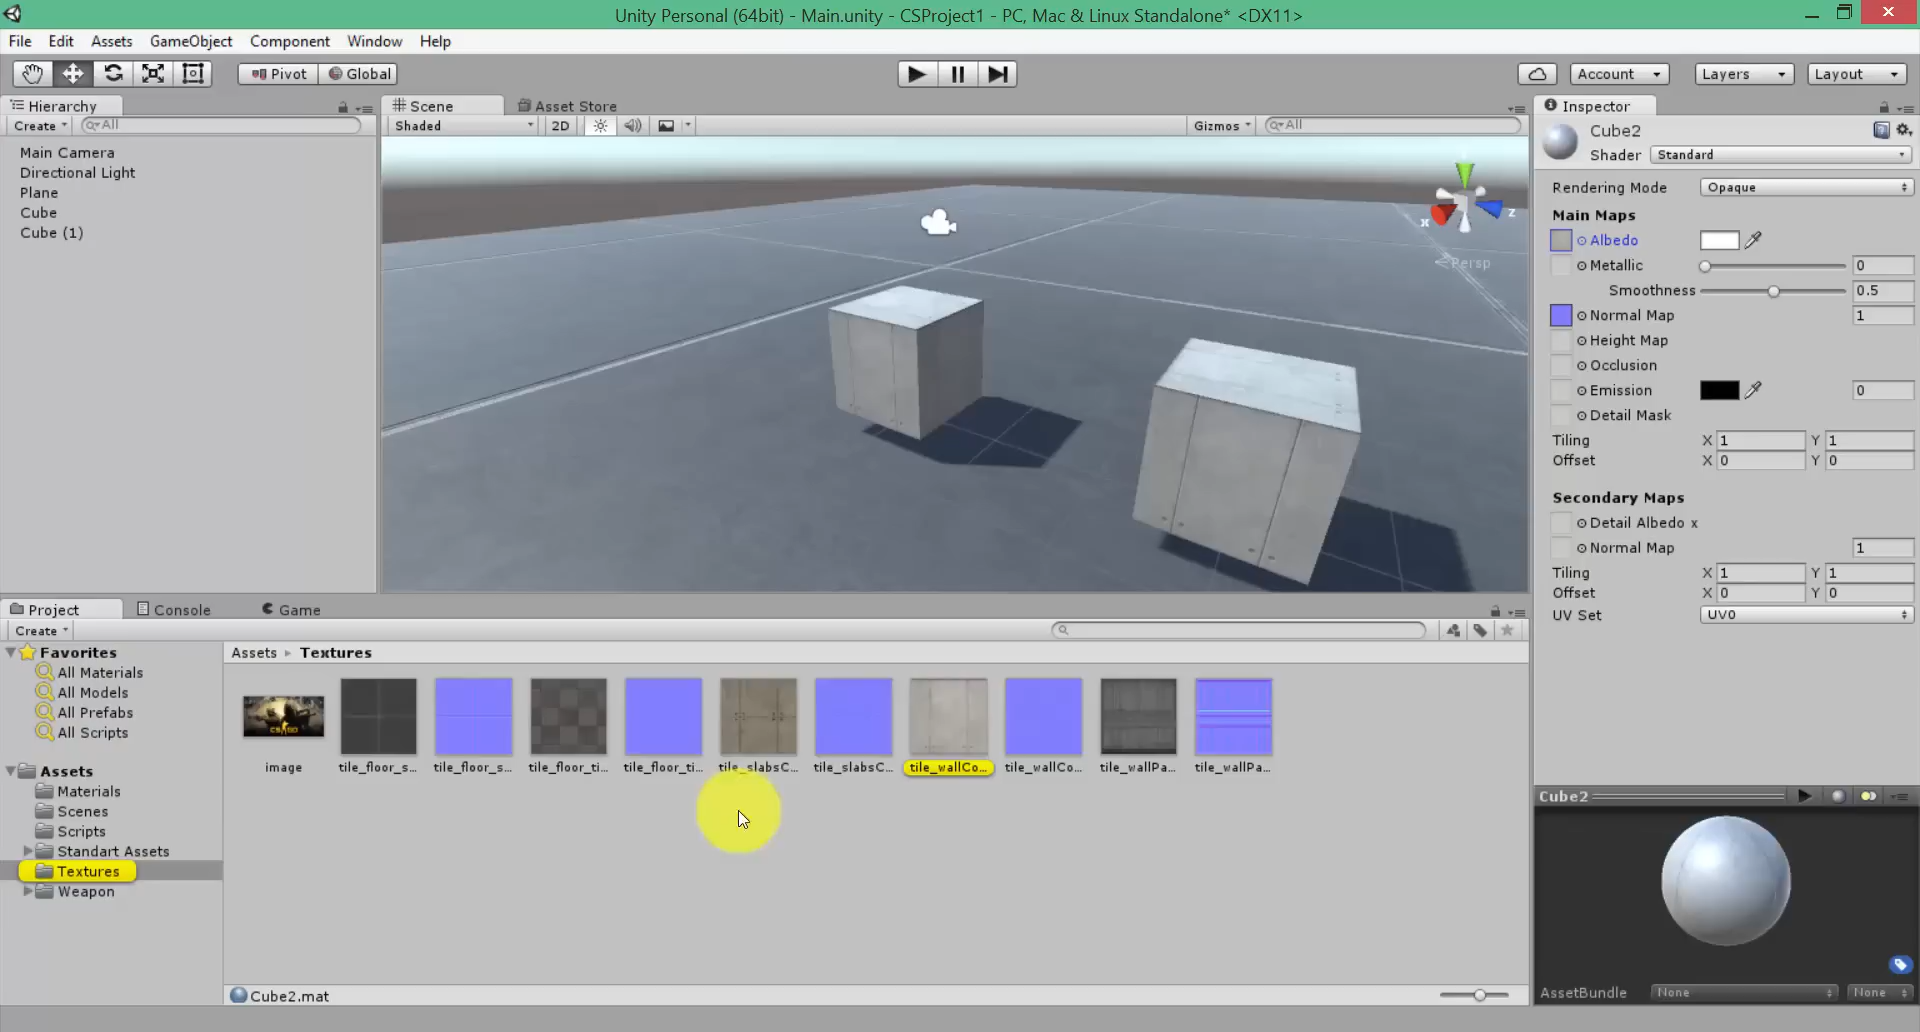 Unity Personal (64bit) - Main.unity - CSProject1 - PC, Mac & Linux Standalone* <DX11>
File Edit Assets GameObject Component Window Help
Pivot Global Account Layers Layout
Hierarchy
Create All
Main Camera
Directional Light
Plane
Cube
Cube (1)
Scene Asset Store
Shaded 2D Gizmos All
x z
Persp
Inspector
Cube2
Shader Standard
Rendering Mode Opaque
Main Maps
Albedo
Metallic 0
Smoothness 0.5
Normal Map 1
Height Map
Occlusion
Emission 0
Detail Mask
Tiling X 1 Y 1
Offset X 0 Y 0
Secondary Maps
Detail Albedo x
Normal Map 1
Tiling X 1 Y 1
Offset X 0 Y 0
UV Set UV0
Project Console Game
Create
Favorites
All Materials
All Models
All Prefabs
All Scripts
Assets
Materials
Scenes
Scripts
Standart Assets
Textures
Weapon
Assets Textures
CS GO
image tile_floor_s... tile_floor_s... tile_floor_ti... tile_floor_ti... tile_slabsC... tile_slabsC... tile_wallCo... tile_wallCo... tile_wallPa... tile_wallPa...
Cube2.mat
Cube2
AssetBundle None None